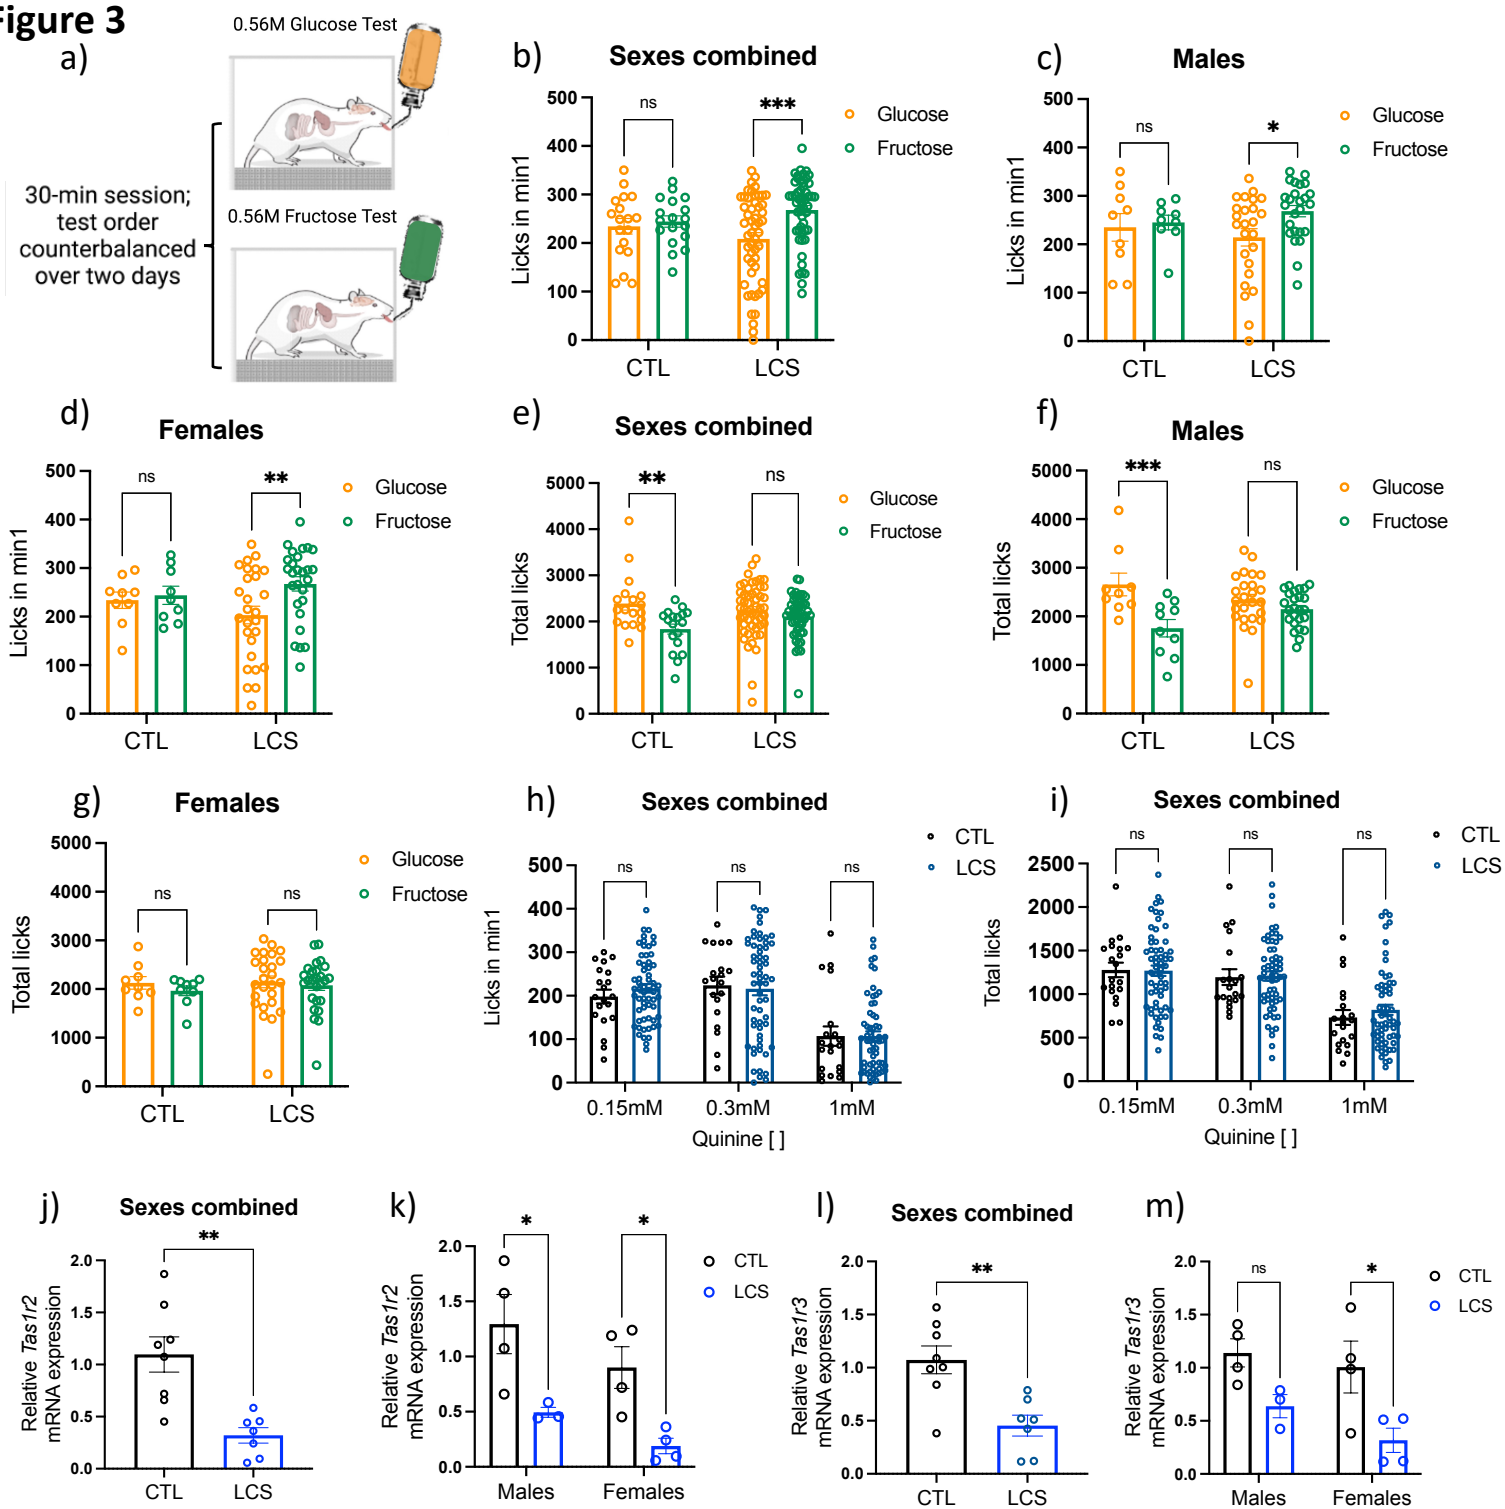 Figure 3
a)
0.56M Glucose Test
30-min session;
test order
counterbalanced
over two days
0.56M Fructose Test
b)
Sexes combined
Licks in min1
500
400
300
200
100
0
ns
***
Glucose
Fructose
CTL
LCS
c)
Males
Licks in min1
500
400
300
200
100
0
ns
*
Glucose
Fructose
CTL
LCS
d)
Females
Licks in min1
500
400
300
200
100
0
ns
**
Glucose
Fructose
CTL
LCS
e)
Sexes combined
Total licks
5000
4000
3000
2000
1000
0
**
ns
Glucose
Fructose
CTL
LCS
f)
Males
Total licks
5000
4000
3000
2000
1000
0
***
ns
Glucose
Fructose
CTL
LCS
g)
Females
Total licks
5000
4000
3000
2000
1000
0
ns
ns
Glucose
Fructose
CTL
LCS
h)
Sexes combined
Licks in min1
500
400
300
200
100
0
ns
ns
ns
CTL
LCS
0.15mM
0.3mM
1mM
Quinine [ ]
i)
Sexes combined
Total licks
2500
2000
1500
1000
500
0
ns
ns
ns
CTL
LCS
0.15mM
0.3mM
1mM
Quinine [ ]
j)
Sexes combined
Relative Tas1r2
mRNA expression
2.0
1.5
1.0
0.5
0.0
**
CTL
LCS
k)
Relative Tas1r2
mRNA expression
2.0
1.5
1.0
0.5
0.0
*
*
CTL
LCS
Males
Females
l)
Sexes combined
Relative Tas1r3
mRNA expression
2.0
1.5
1.0
0.5
0.0
**
CTL
LCS
m)
Relative Tas1r3
mRNA expression
2.0
1.5
1.0
0.5
0.0
ns
*
CTL
LCS
Males
Females